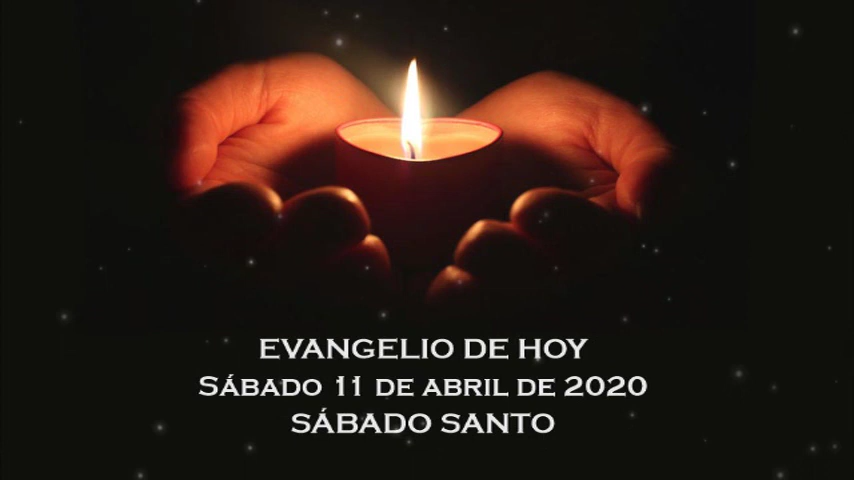 EVANGELIO DE HOY
SÁBADO 11 DE ABRIL DE 2020
SÁBADO SANTO